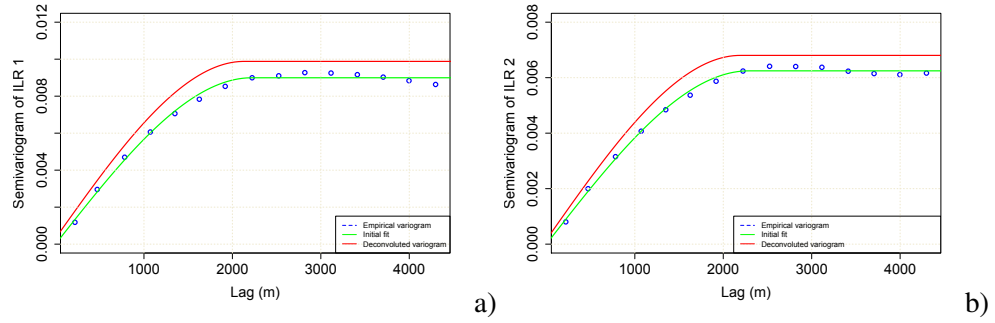 Semivariogram of ILR 1
0.012
0.008
0.004
0.000
Empirical variogram
Initial fit
Deconvoluted variogram
1000 2000 3000 4000
Lag (m)
a)
Semivariogram of ILR 2
0.008
0.006
0.004
0.002
0.000
Empirical variogram
Initial fit
Deconvoluted variogram
1000 2000 3000 4000
Lag (m)
b)